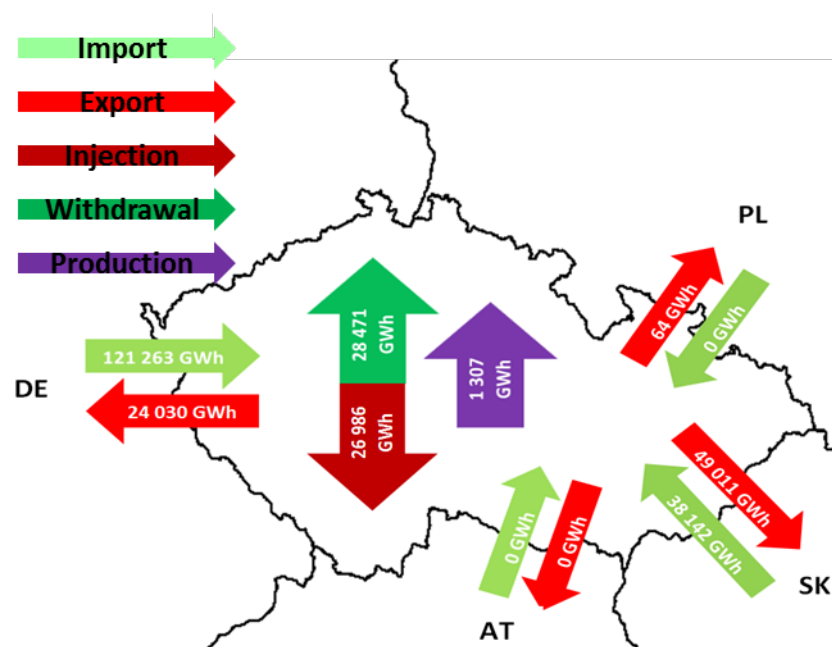 Import
Export
Injection
Withdrawal
Production
PL
64 GWh
0 GWh
28 471
GWh
1 307
GWh
121 263 GWh
DE
24 030 GWh
26 986
GWh
49 011 GWh
38 142 GWh
0 GWh
0 GWh
SK
AT